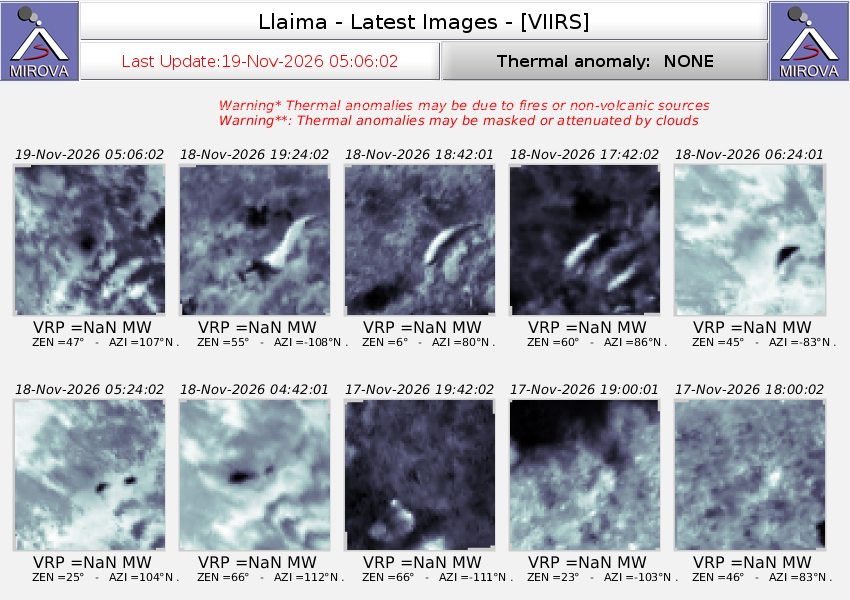 Llaima - Latest Images - [VIIRS]
MIROVA
Last Update:19-Nov-2026 05:06:02
Thermal anomaly: NONE
MIROVA
Warning* Thermal anomalies may be due to fires or non-volcanic sources
Warning**: Thermal anomalies may be masked or attenuated by clouds
19-Nov-2026 05:06:02 18-Nov-2026 19:24:02 18-Nov-2026 18:42:01 18-Nov-2026 17:42:02 18-Nov-2026 06:24:01
VRP =NaN MW VRP =NaN MW VRP =NaN MW VRP =NaN MW VRP =NaN MW
ZEN =47° - AZI =107°N . ZEN =55° - AZI =-108°N . ZEN =6° - AZI =80°N . ZEN =60° - AZI =86°N . ZEN =45° - AZI =-83°N .
18-Nov-2026 05:24:02 18-Nov-2026 04:42:01 17-Nov-2026 19:42:02 17-Nov-2026 19:00:01 17-Nov-2026 18:00:02
VRP =NaN MW VRP =NaN MW VRP =NaN MW VRP =NaN MW VRP =NaN MW
ZEN =25° - AZI =104°N . ZEN =66° - AZI =112°N . ZEN =66° - AZI =-111°N . ZEN =23° - AZI =-103°N . ZEN =46° - AZI =83°N .